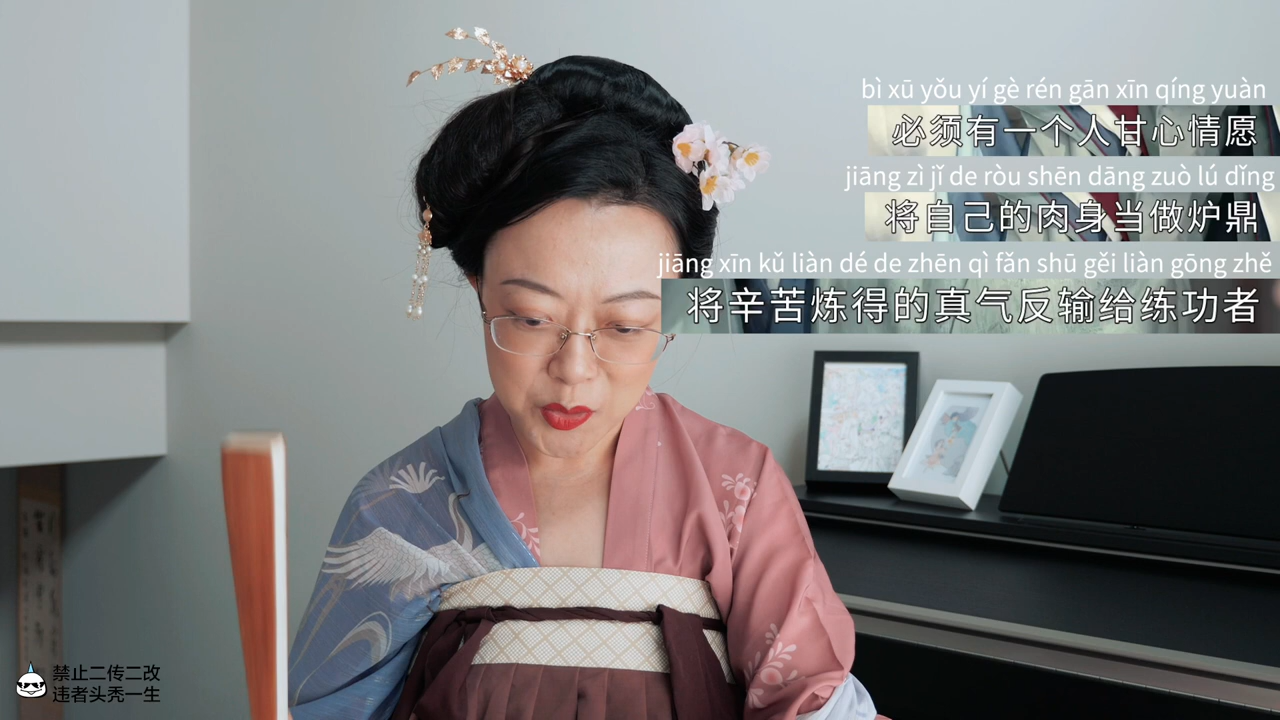 bì xū yǒu yí gè rén gān xīn qíng yuàn
必须有一个人甘心情愿
jiāng zì jǐ de ròu shēn dāng zuò lú dǐng
将自己的肉身当做炉鼎
jiāng xīn kǔ liàn dé de zhēn qì fǎn shū gěi liàn gōng zhě
将辛苦炼得的真气反输给练功者
禁止二传二改
违者头秃一生